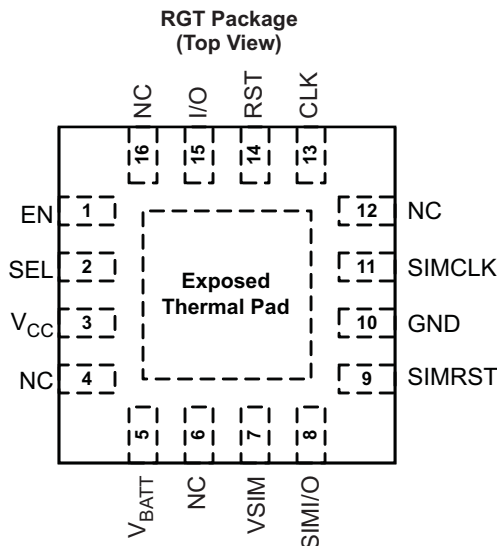 RGT Package
(Top View)
NC
I/O
RST
CLK
16
15
14
13
EN 1
12 NC
SEL 2
11 SIMCLK
Exposed
Thermal Pad
VCC 3
10 GND
NC 4
9 SIMRST
5
6
7
8
VBATT
NC
VSIM
SIMI/O